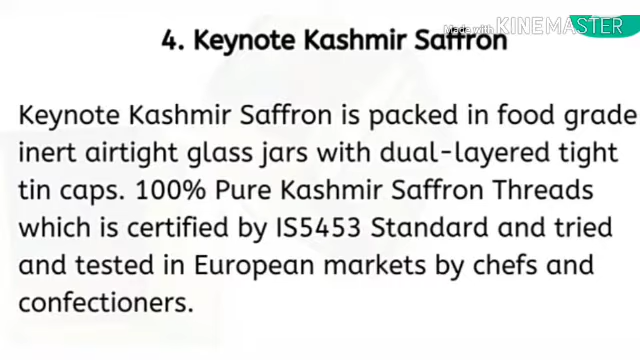 Made with KINEMASTER
4. Keynote Kashmir Saffron
Keynote Kashmir Saffron is packed in food grade
inert airtight glass jars with dual-layered tight
tin caps. 100% Pure Kashmir Saffron Threads
which is certified by IS5453 Standard and tried
and tested in European markets by chefs and
confectioners.